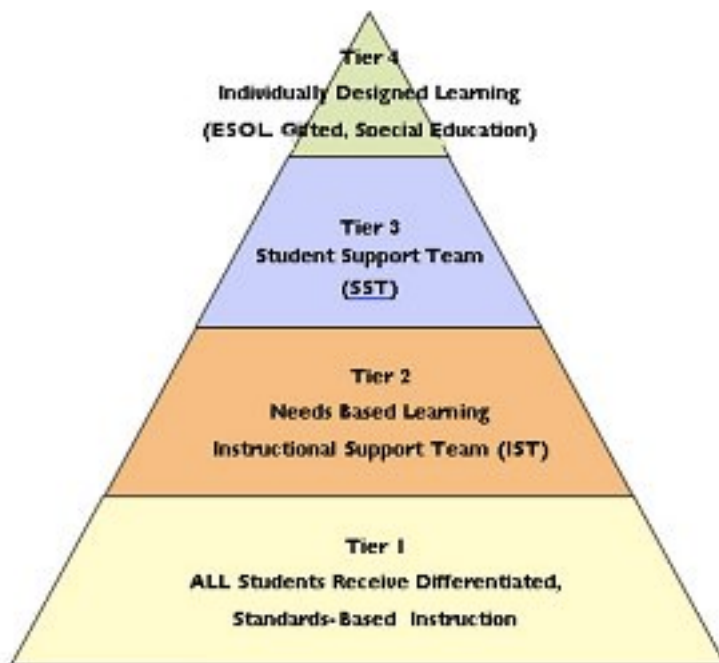 Tier 4
Individually Designed Learning
(ESOL, Gifted, Special Education)
Tier 3
Student Support Team
(SST)
Tier 2
Needs Based Learning
Instructional Support Team (IST)
Tier 1
ALL Students Receive Differentiated,
Standards-Based Instruction